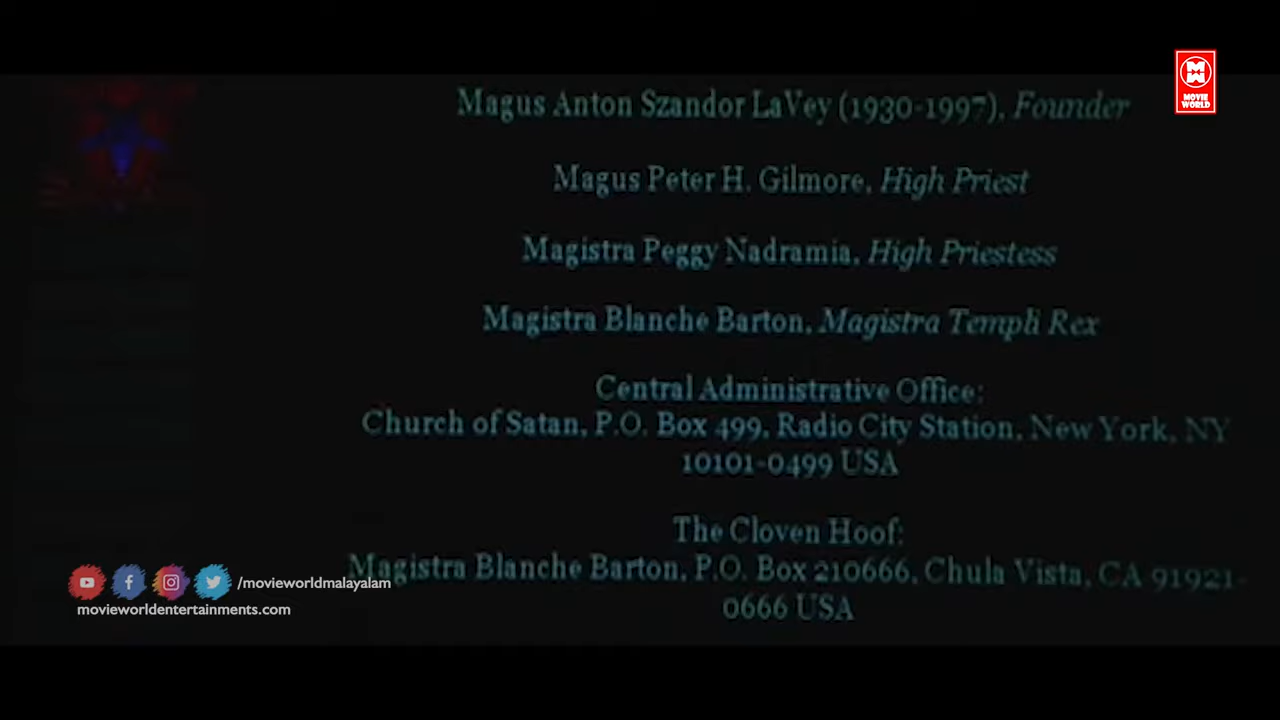 MOVIE
WORLD
Magus Anton Szandor LaVey (1930-1997), Founder
Magus Peter H. Gilmore, High Priest
Magistra Peggy Nadramia, High Priestess
Magistra Blanche Barton, Magistra Templi Rex
Central Administrative Office:
Church of Satan, P.O. Box 499, Radio City Station, New York, NY
10101-0499 USA
The Cloven Hoof:
Magistra Blanche Barton, P.O. Box 210666, Chula Vista, CA 91921-
0666 USA
/movieworldmalayalam
movieworldentertainments.com